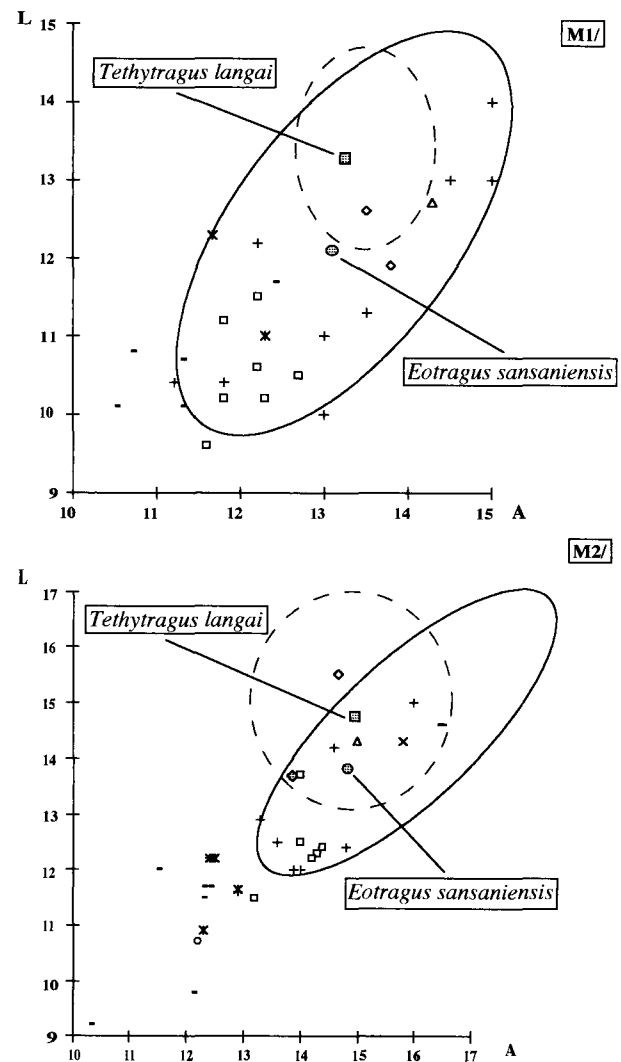 L
15
M1/
Tethytragus langai
14
13
12
11
Eotragus sansaniensis
10
9
10 11 12 13 14 15 A
M2/
L
17
Tethytragus langai
16
15
14
13
12
Eotragus sansaniensis
11
10
9
10 11 12 13 14 15 16 17 A